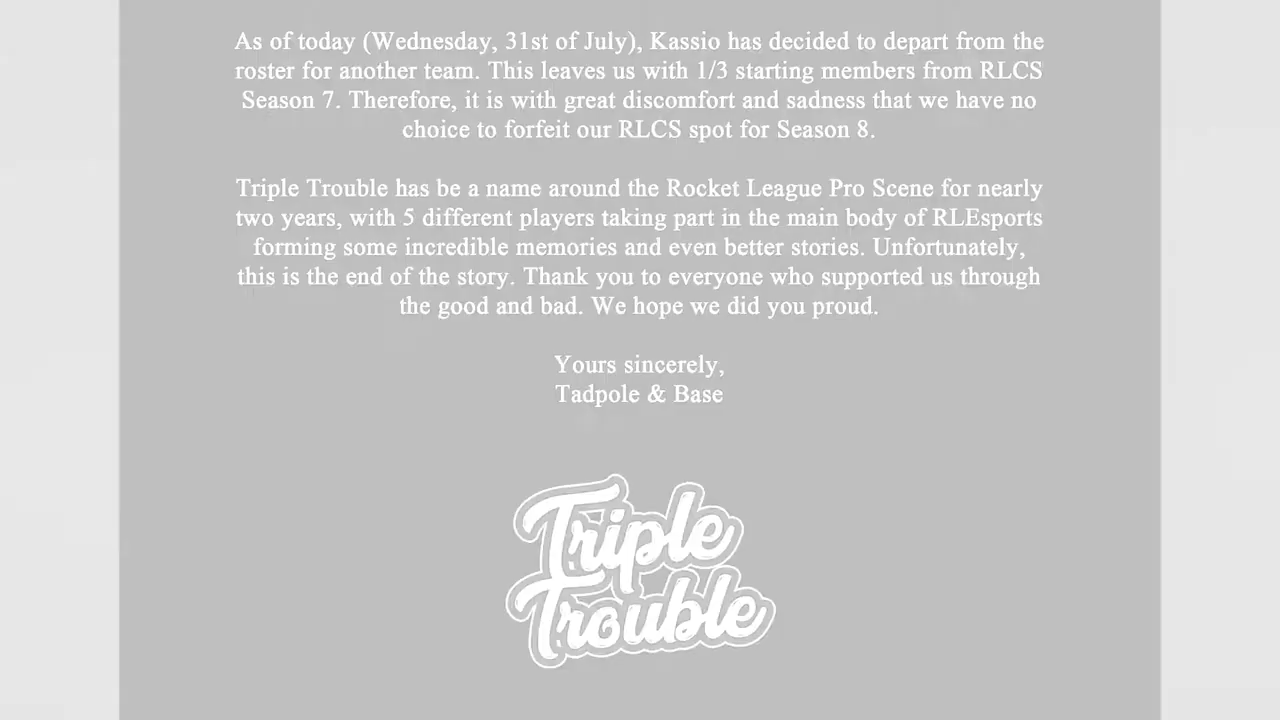 As of today (Wednesday, 31st of July), Kassio has decided to depart from the
roster for another team. This leaves us with 1/3 starting members from RLCS
Season 7. Therefore, it is with great discomfort and sadness that we have no
choice to forfeit our RLCS spot for Season 8.
Triple Trouble has be a name around the Rocket League Pro Scene for nearly
two years, with 5 different players taking part in the main body of RLEsports
forming some incredible memories and even better stories. Unfortunately,
this is the end of the story. Thank you to everyone who supported us through
the good and bad. We hope we did you proud.
Yours sincerely,
Tadpole & Base
Triple
Trouble